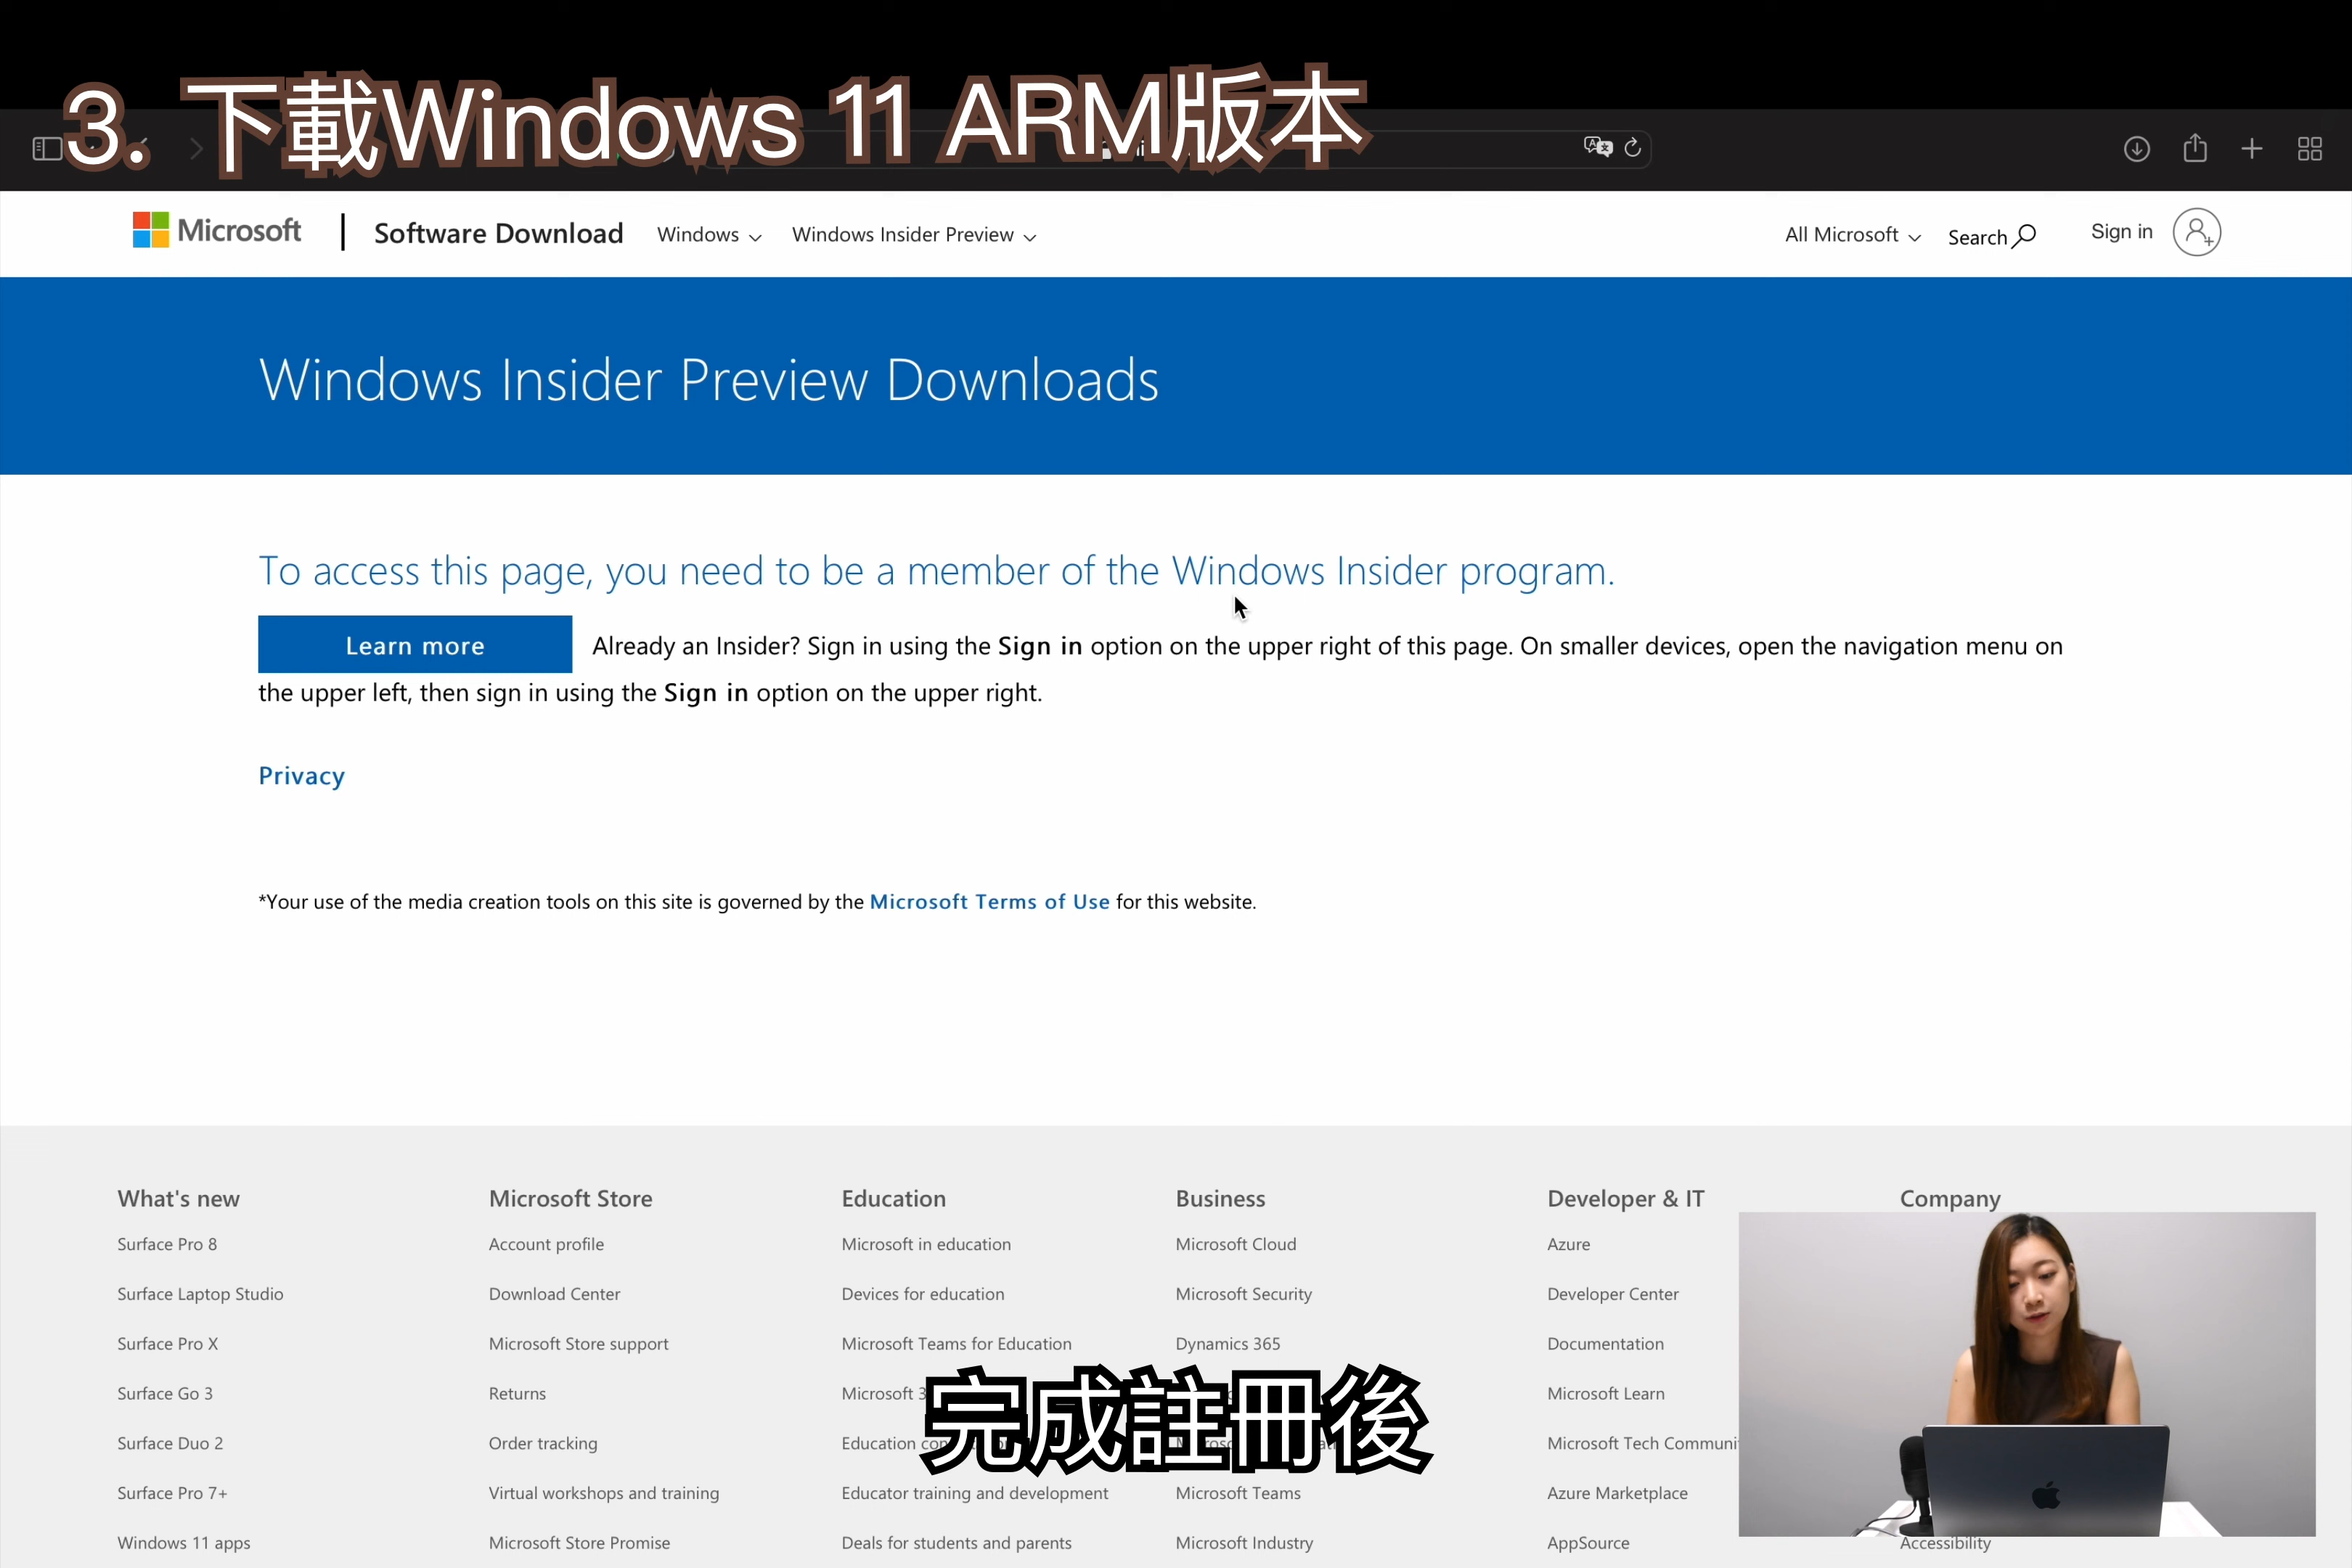 3. 下載Windows 11 ARM版本
Microsoft
Software Download
Windows
Windows Insider Preview
All Microsoft
Search
Sign in
Windows Insider Preview Downloads
To access this page, you need to be a member of the Windows Insider program.
Learn more
Already an Insider? Sign in using the Sign in option on the upper right of this page. On smaller devices, open the navigation menu on
the upper left, then sign in using the Sign in option on the upper right.
Privacy
*Your use of the media creation tools on this site is governed by the Microsoft Terms of Use for this website.
What's new
Surface Pro 8
Surface Laptop Studio
Surface Pro X
Surface Go 3
Surface Duo 2
Surface Pro 7+
Windows 11 apps
Microsoft Store
Account profile
Download Center
Microsoft Store support
Returns
Order tracking
Virtual workshops and training
Microsoft Store Promise
Education
Microsoft in education
Devices for education
Microsoft Teams for Education
Microsoft
Education
Educator training and development
Deals for students and parents
Business
Microsoft Cloud
Microsoft Security
Dynamics 365
Microsoft Teams
Microsoft Industry
Developer & IT
Azure
Developer Center
Documentation
Microsoft Learn
Microsoft Tech
Azure Marketplace
AppSource
Company
Accessibility
完成註冊後